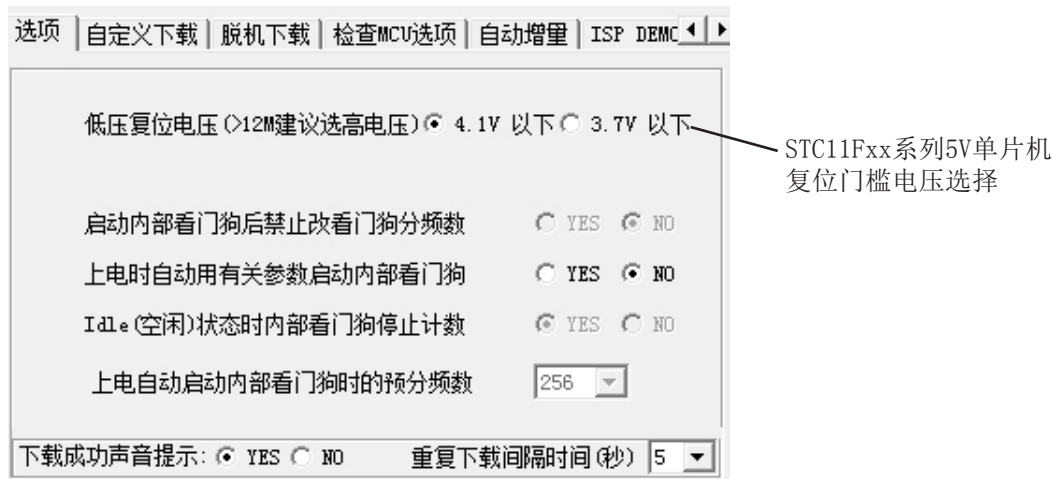 选项 自定义下载 脱机下载 检查MCU选项 自动增量 ISP DEMC
低压复位电压(>12M建议选高电压) 4.1V 以下 3.7V 以下
STC11Fxx系列5V单片机
复位门槛电压选择
启动内部看门狗后禁止改看门狗分频数 YES NO
上电时自动用有关参数启动内部看门狗 YES NO
Idle(空闲)状态时内部看门狗停止计数 YES NO
上电自动启动内部看门狗时的预分频数 256
下载成功声音提示: YES NO 重复下载间隔时间(秒) 5